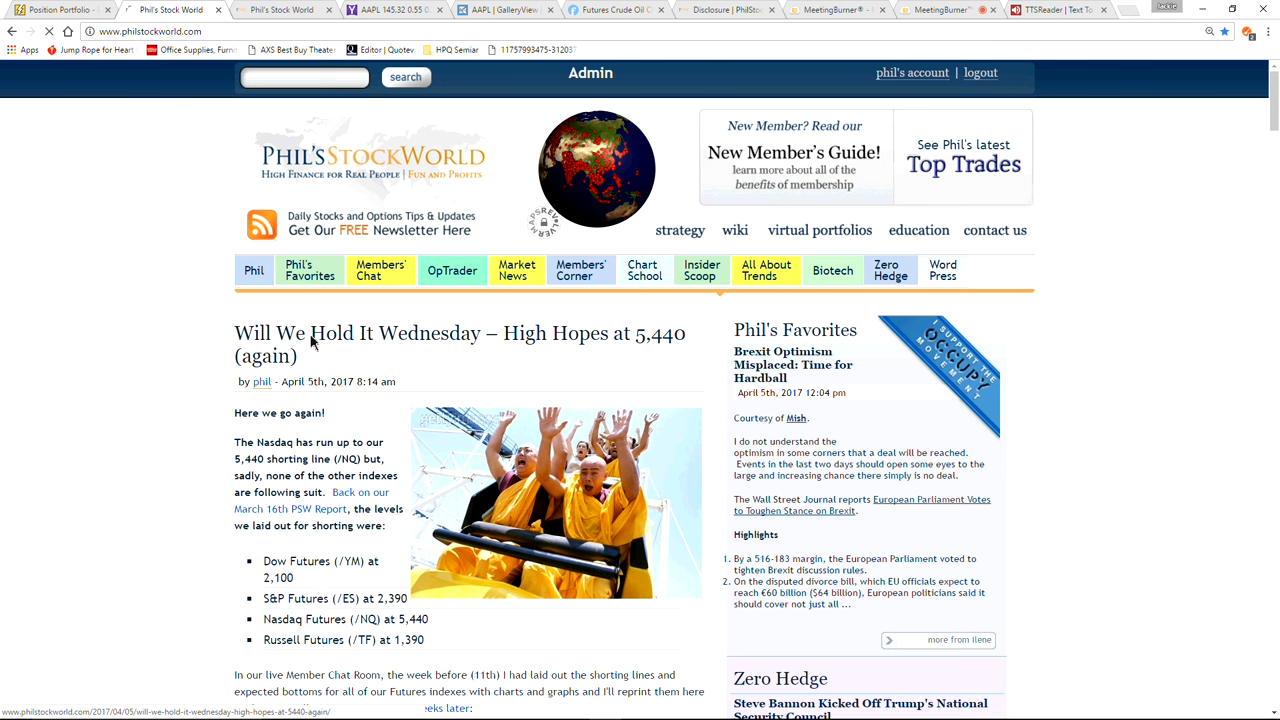 Position Portfolio -
Phil's Stock World
Phil's Stock World
AAPL 145.32 0.55 0
AAPL | GalleryView |
Futures Crude Oil C
Disclosure | PhilSto
MeetingBurner® -
MeetingBurner™
TTSReader | Text To
Jackie
www.philstockworld.com
Apps
Jump Rope for Heart
Office Supplies, Furni
AXS Best Buy Theater
Editor | Quotev
HPQ Semiar
11757993475-312037
search
Admin
phil's account | logout
PHIL'SSTOCKWORLD
HIGH FINANCE FOR REAL PEOPLE | FUN AND PROFITS
New Member? Read our
New Member's Guide!
learn more about all of the
benefits of membership
See Phil's latest
Top Trades
Daily Stocks and Options Tips & Updates
Get Our FREE Newsletter Here
REVOLVERMAPS
strategy wiki virtual portfolios education contact us
Phil
Phil's Favorites
Members' Chat
OpTrader
Market News
Members' Corner
Chart School
Insider Scoop
All About Trends
Biotech
Zero Hedge
Word Press
Will We Hold It Wednesday – High Hopes at 5,440
(again)
by phil - April 5th, 2017 8:14 am
Here we go again!
The Nasdaq has run up to our
5,440 shorting line (/NQ) but,
sadly, none of the other indexes
are following suit. Back on our
March 16th PSW Report, the levels
we laid out for shorting were:
Dow Futures (/YM) at
2,100
S&P Futures (/ES) at 2,390
Nasdaq Futures (/NQ) at 5,440
Russell Futures (/TF) at 1,390
In our live Member Chat Room, the week before (11th) I had laid out the shorting lines and
expected bottoms for all of our Futures indexes with charts and graphs and I'll reprint them here
eeks later:
www.philstockworld.com/2017/04/05/will-we-hold-it-wednesday-high-hopes-at-5440-again/
Phil's Favorites
I SUPPORT THE
OCCUPY
MOVEMENT
Brexit Optimism
Misplaced: Time for
Hardball
April 5th, 2017 12:04 pm
Courtesy of Mish.
I do not understand the
optimism in some corners that a deal will be reached.
Events in the last two days should open some eyes to the
large and increasing chance there simply is no deal.
The Wall Street Journal reports European Parliament Votes
to Toughen Stance on Brexit.
Highlights
1. By a 516-183 margin, the European Parliament voted to
tighten Brexit discussion rules.
2. On the disputed divorce bill, which EU officials expect to
reach €60 billion ($64 billion), European politicians said it
should cover not just all ...
more from Ilene
Zero Hedge
Steve Bannon Kicked Off Trump's National
Security Council